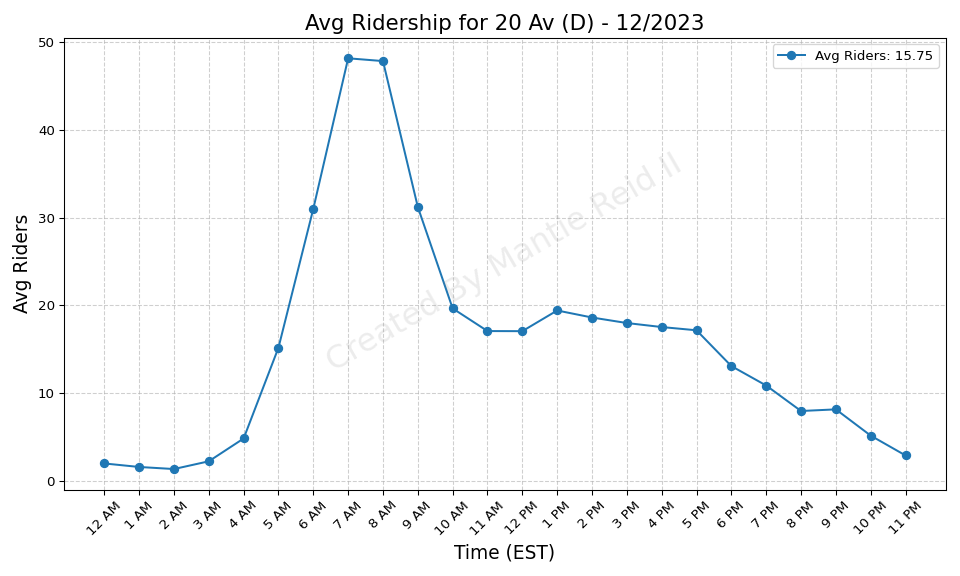 Avg Ridership for 20 Av (D) - 12/2023
Avg Riders: 15.75
Avg Riders
50
40
30
20
10
0
Created By Mantle Reid II
12 AM
1 AM
2 AM
3 AM
4 AM
5 AM
6 AM
7 AM
8 AM
9 AM
10 AM
11 AM
12 PM
1 PM
2 PM
3 PM
4 PM
5 PM
6 PM
7 PM
8 PM
9 PM
10 PM
11 PM
Time (EST)